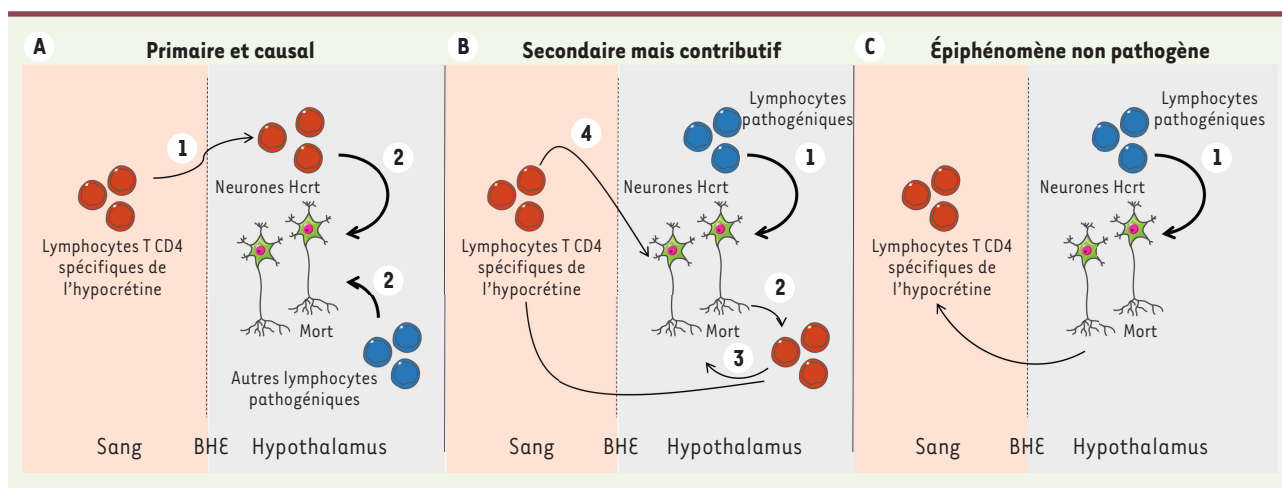 A
Primaire et causal
1
2
Neurones Hcrt
Lymphocytes T CD4
spécifiques de
l’hypocrétine
2
Mort
Autres lymphocytes
pathogéniques
Sang
BHE
Hypothalamus
B
Secondaire mais contributif
Lymphocytes
pathogéniques
4
1
Neurones Hcrt
Lymphocytes T CD4
spécifiques de
l’hypocrétine
2
Mort
3
Sang
BHE
Hypothalamus
C
Épiphénomène non pathogène
Lymphocytes
pathogéniques
1
Neurones Hcrt
Lymphocytes T CD4
spécifiques de
l’hypocrétine
Mort
Sang
BHE
Hypothalamus